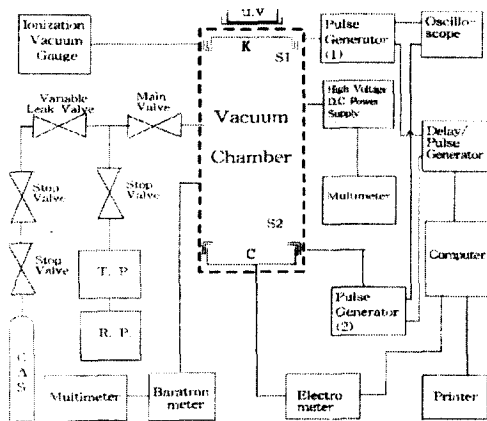 u.v
Ionization
Vacuum
Gauge
K
S1
Pulse
Generator
(1)
Oscillo-
scope
Variable
Leak Valve
Main
Valve
Vacuum
Chamber
High Voltage
D.C Power
Supply
Delay/
Pulse
Generator
Stop
Valve
Stop
Valve
Multimeter
S2
Stop
Valve
T. P.
C
Computer
Pulse
Generator
(2)
R. P.
GAS
Multimeter
Baratron
meter
Electro
meter
Printer